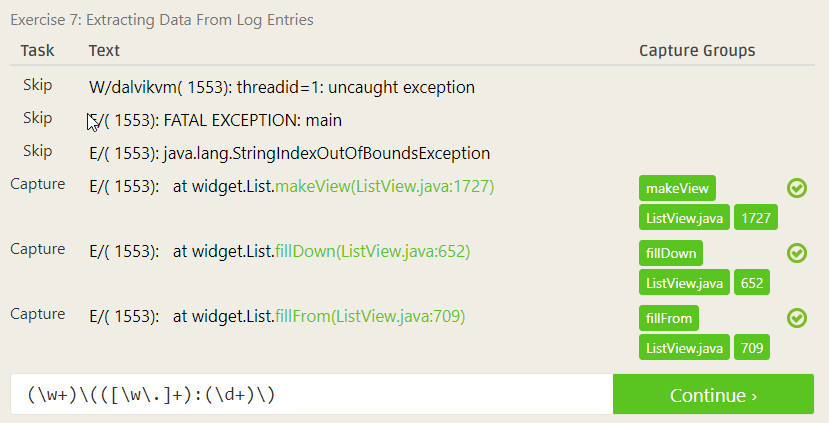 Exercise 7: Extracting Data From Log Entries
Task Text Capture Groups
Skip W/dalvikvm( 1553): threadid=1: uncaught exception
Skip E/( 1553): FATAL EXCEPTION: main
Skip E/( 1553): java.lang.StringIndexOutOfBoundsException
Capture E/( 1553):   at widget.List.makeView(ListView.java:1727) makeView
ListView.java 1727
Capture E/( 1553):   at widget.List.fillDown(ListView.java:652) fillDown
ListView.java 652
Capture E/( 1553):   at widget.List.fillFrom(ListView.java:709) fillFrom
ListView.java 709
(\w+)\(([\w\.]+):(\d+)\) Continue ›